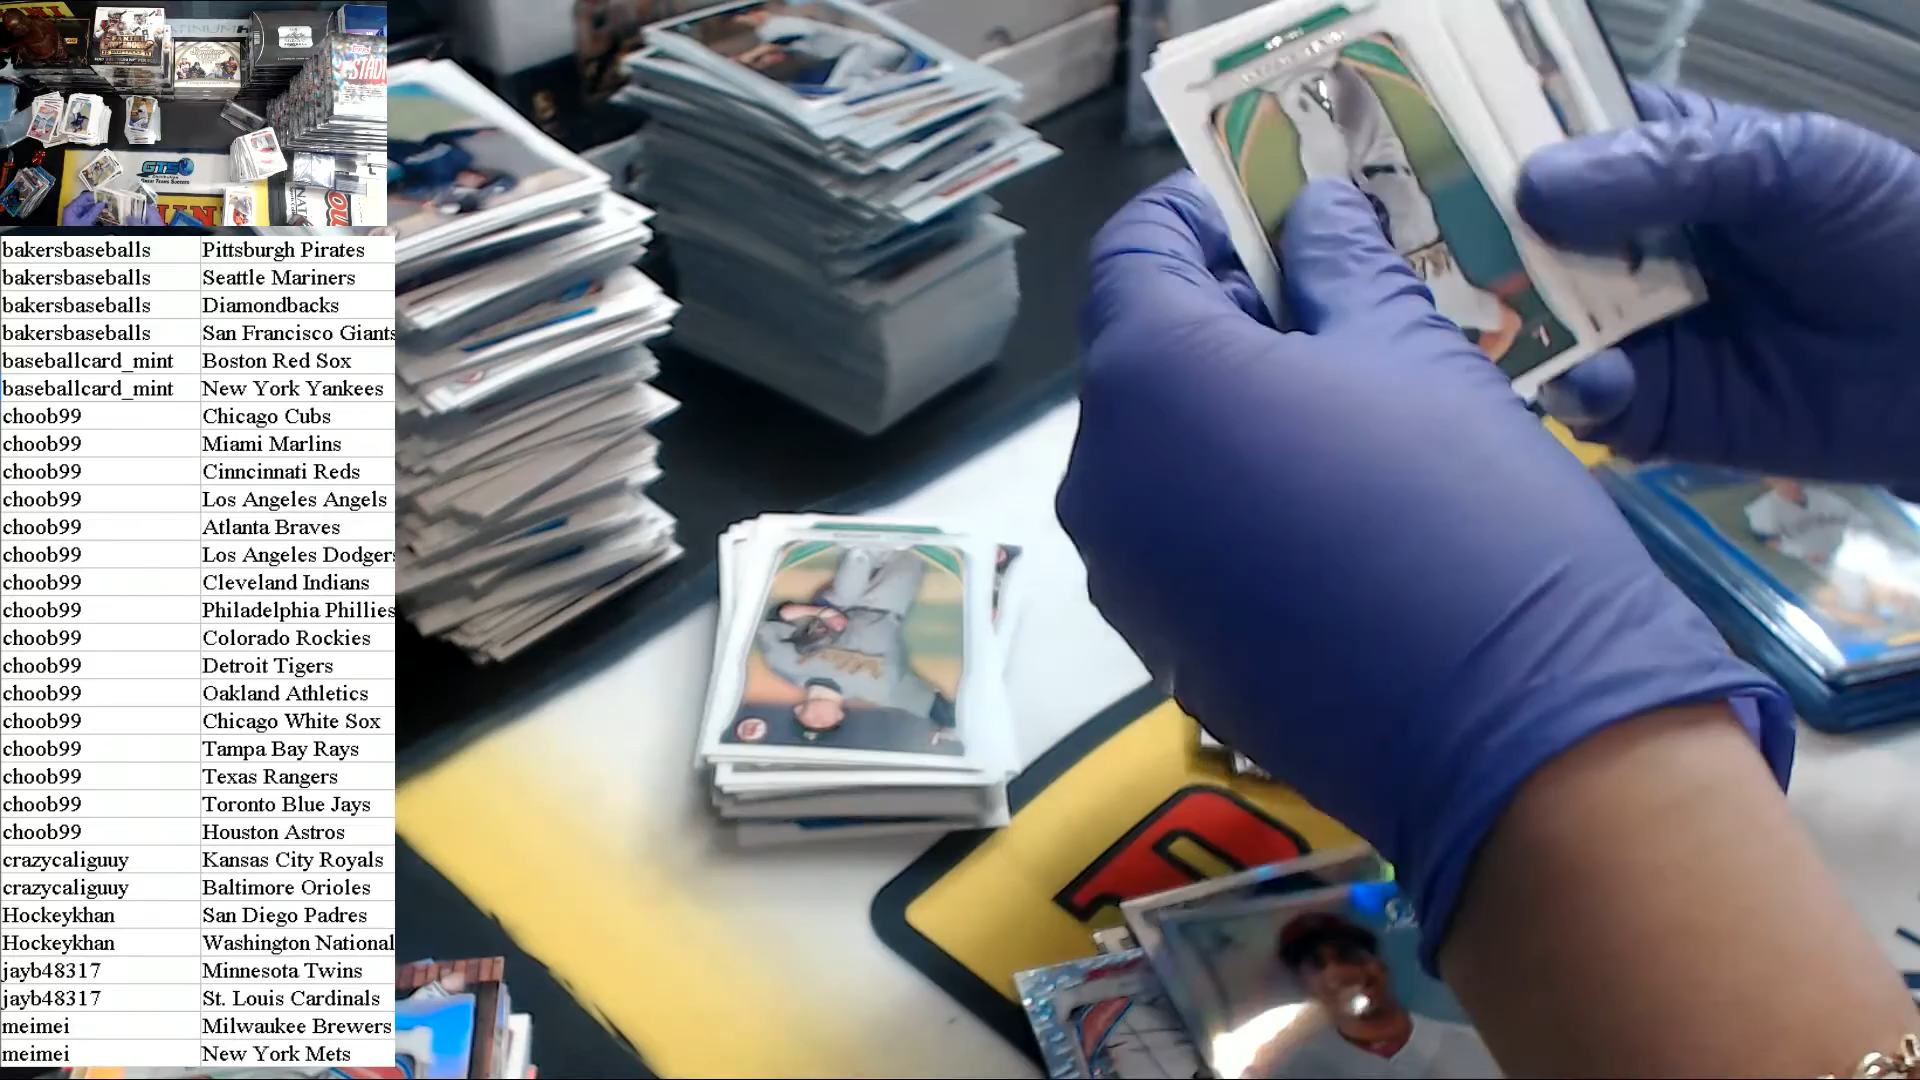 GTS
bakersbaseballs Pittsburgh Pirates
bakersbaseballs Seattle Mariners
bakersbaseballs Diamondbacks
bakersbaseballs San Francisco Giants
baseballcard_mint Boston Red Sox
baseballcard_mint New York Yankees
choob99 Chicago Cubs
choob99 Miami Marlins
choob99 Cinncinnati Reds
choob99 Los Angeles Angels
choob99 Atlanta Braves
choob99 Los Angeles Dodgers
choob99 Cleveland Indians
choob99 Philadelphia Phillies
choob99 Colorado Rockies
choob99 Detroit Tigers
choob99 Oakland Athletics
choob99 Chicago White Sox
choob99 Tampa Bay Rays
choob99 Texas Rangers
choob99 Toronto Blue Jays
choob99 Houston Astros
crazycaliguuy Kansas City Royals
crazycaliguuy Baltimore Orioles
Hockeykhan San Diego Padres
Hockeykhan Washington National
jayb48317 Minnesota Twins
jayb48317 St. Louis Cardinals
meimei Milwaukee Brewers
meimei New York Mets